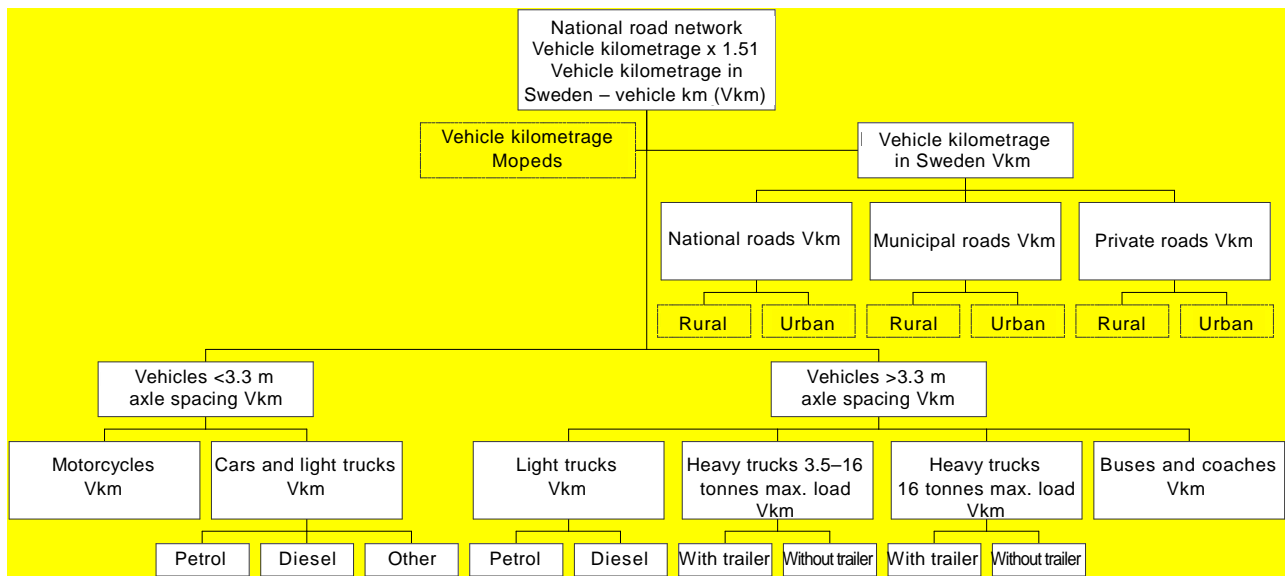 National road network
Vehicle kilometrage x 1.51
Vehicle kilometrage in
Sweden – vehicle km (Vkm)
Vehicle kilometrage
Mopeds
Vehicle kilometrage
in Sweden Vkm
National roads Vkm
Municipal roads Vkm
Private roads Vkm
Rural
Urban
Rural
Urban
Rural
Urban
Vehicles <3.3 m
axle spacing Vkm
Vehicles >3.3 m
axle spacing Vkm
Motorcycles
Vkm
Cars and light trucks
Vkm
Light trucks
Vkm
Heavy trucks 3.5–16
tonnes max. load
Vkm
Heavy trucks
16 tonnes max. load
Vkm
Buses and coaches
Vkm
Petrol
Diesel
Other
Petrol
Diesel
With trailer
Without trailer
With trailer
Without trailer